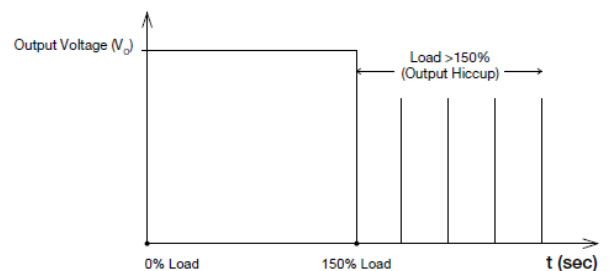 Output Voltage (Vo)
Load >150%
(Output Hiccup)
0% Load
150% Load
t (sec)